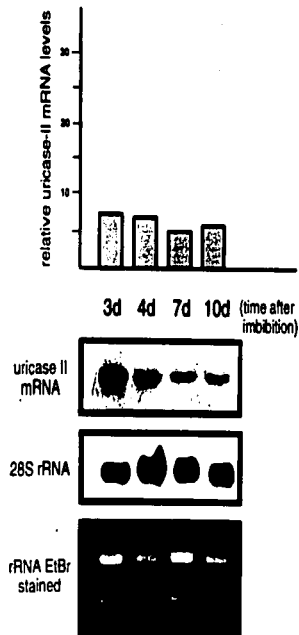 relative uricase-II mRNA levels
30
20
10
3d 4d 7d 10d (time after
imbibition)
uricase II
mRNA
28S rRNA
rRNA EtBr
stained